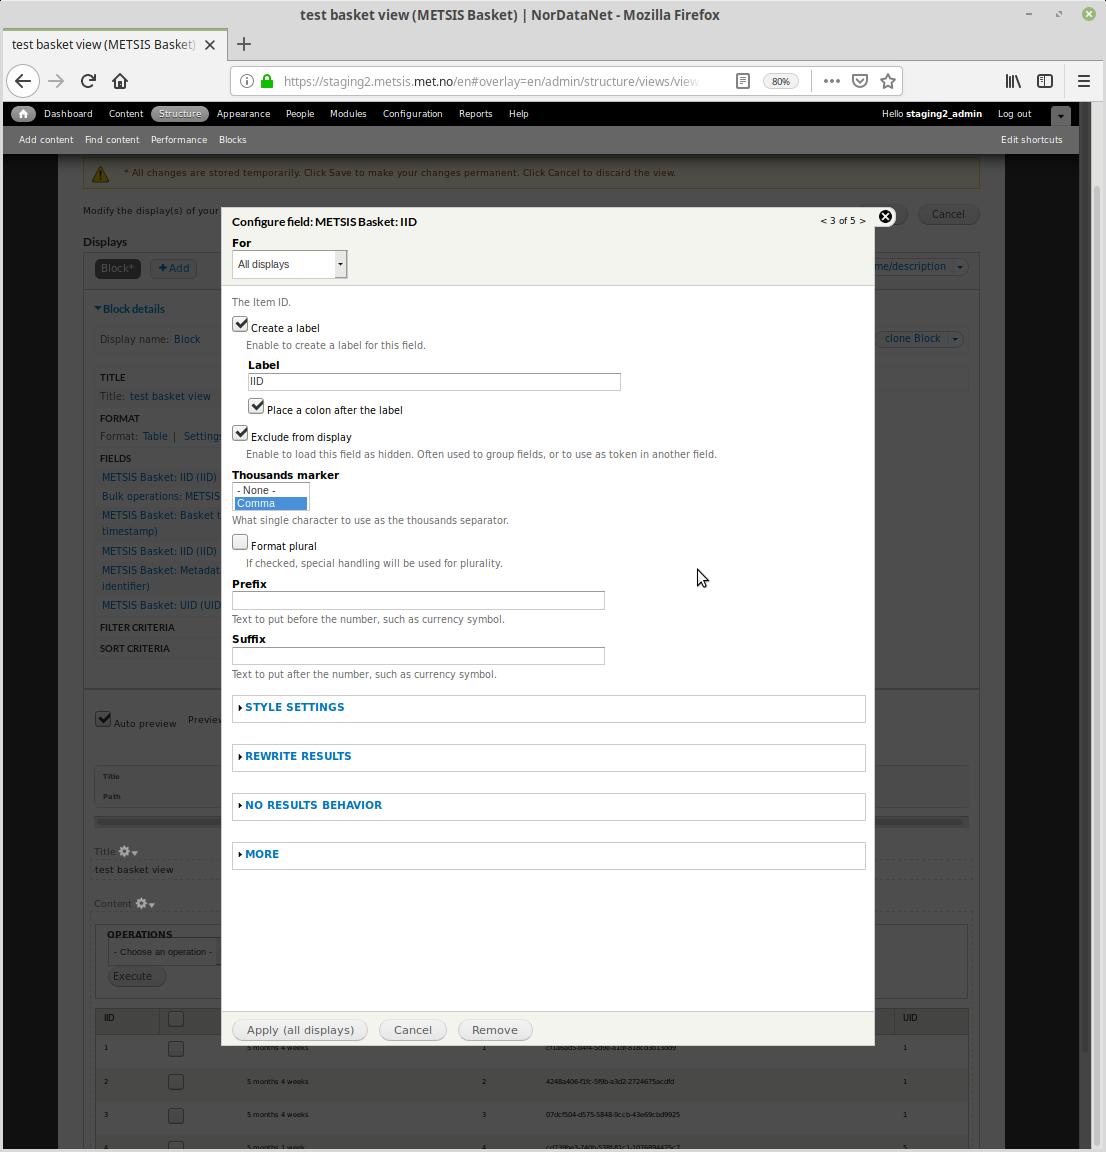 test basket view (METSIS Basket) | NorDataNet - Mozilla Firefox
test basket view (METSIS Basket)
https://staging2.metsis.met.no/en#overlay=en/admin/structure/views/view
80%
Dashboard Content Structure Appearance People Modules Configuration Reports Help Hello staging2_admin Log out
Add content Find content Performance Blocks Edit shortcuts
* All changes are stored temporarily. Click Save to make your changes permanent. Click Cancel to discard the view.
Modify the display(s) of your
Cancel
Displays
Block* Add
me/description
Block details
Display name: Block
clone Block
TITLE
Title: test basket view
FORMAT
Format: Table | Settings
FIELDS
METSIS Basket: IID (IID)
Bulk operations: METSIS
METSIS Basket: Basket t
timestamp)
METSIS Basket: IID (IID)
METSIS Basket: Metadat
identifier)
METSIS Basket: UID (UID
FILTER CRITERIA
SORT CRITERIA
Configure field: METSIS Basket: IID
< 3 of 5 >
For
All displays
The Item ID.
Create a label
Enable to create a label for this field.
Label
IID
Place a colon after the label
Exclude from display
Enable to load this field as hidden. Often used to group fields, or to use as token in another field.
Thousands marker
- None -
Comma
What single character to use as the thousands separator.
Format plural
If checked, special handling will be used for plurality.
Prefix
Text to put before the number, such as currency symbol.
Suffix
Text to put after the number, such as currency symbol.
STYLE SETTINGS
REWRITE RESULTS
NO RESULTS BEHAVIOR
MORE
Apply (all displays) Cancel Remove
Auto preview Preview
Title
Path
Title
test basket view
Content
OPERATIONS
- Choose an operation -
Execute
IID UID
1 5 months 4 weeks 1 1
2 5 months 4 weeks 2 4248a406-f1fc-5f9b-a3d2-2724675acdfd 1
3 5 months 4 weeks 3 07dcf504-d575-5848-9ccb-43e69cbd9925 1